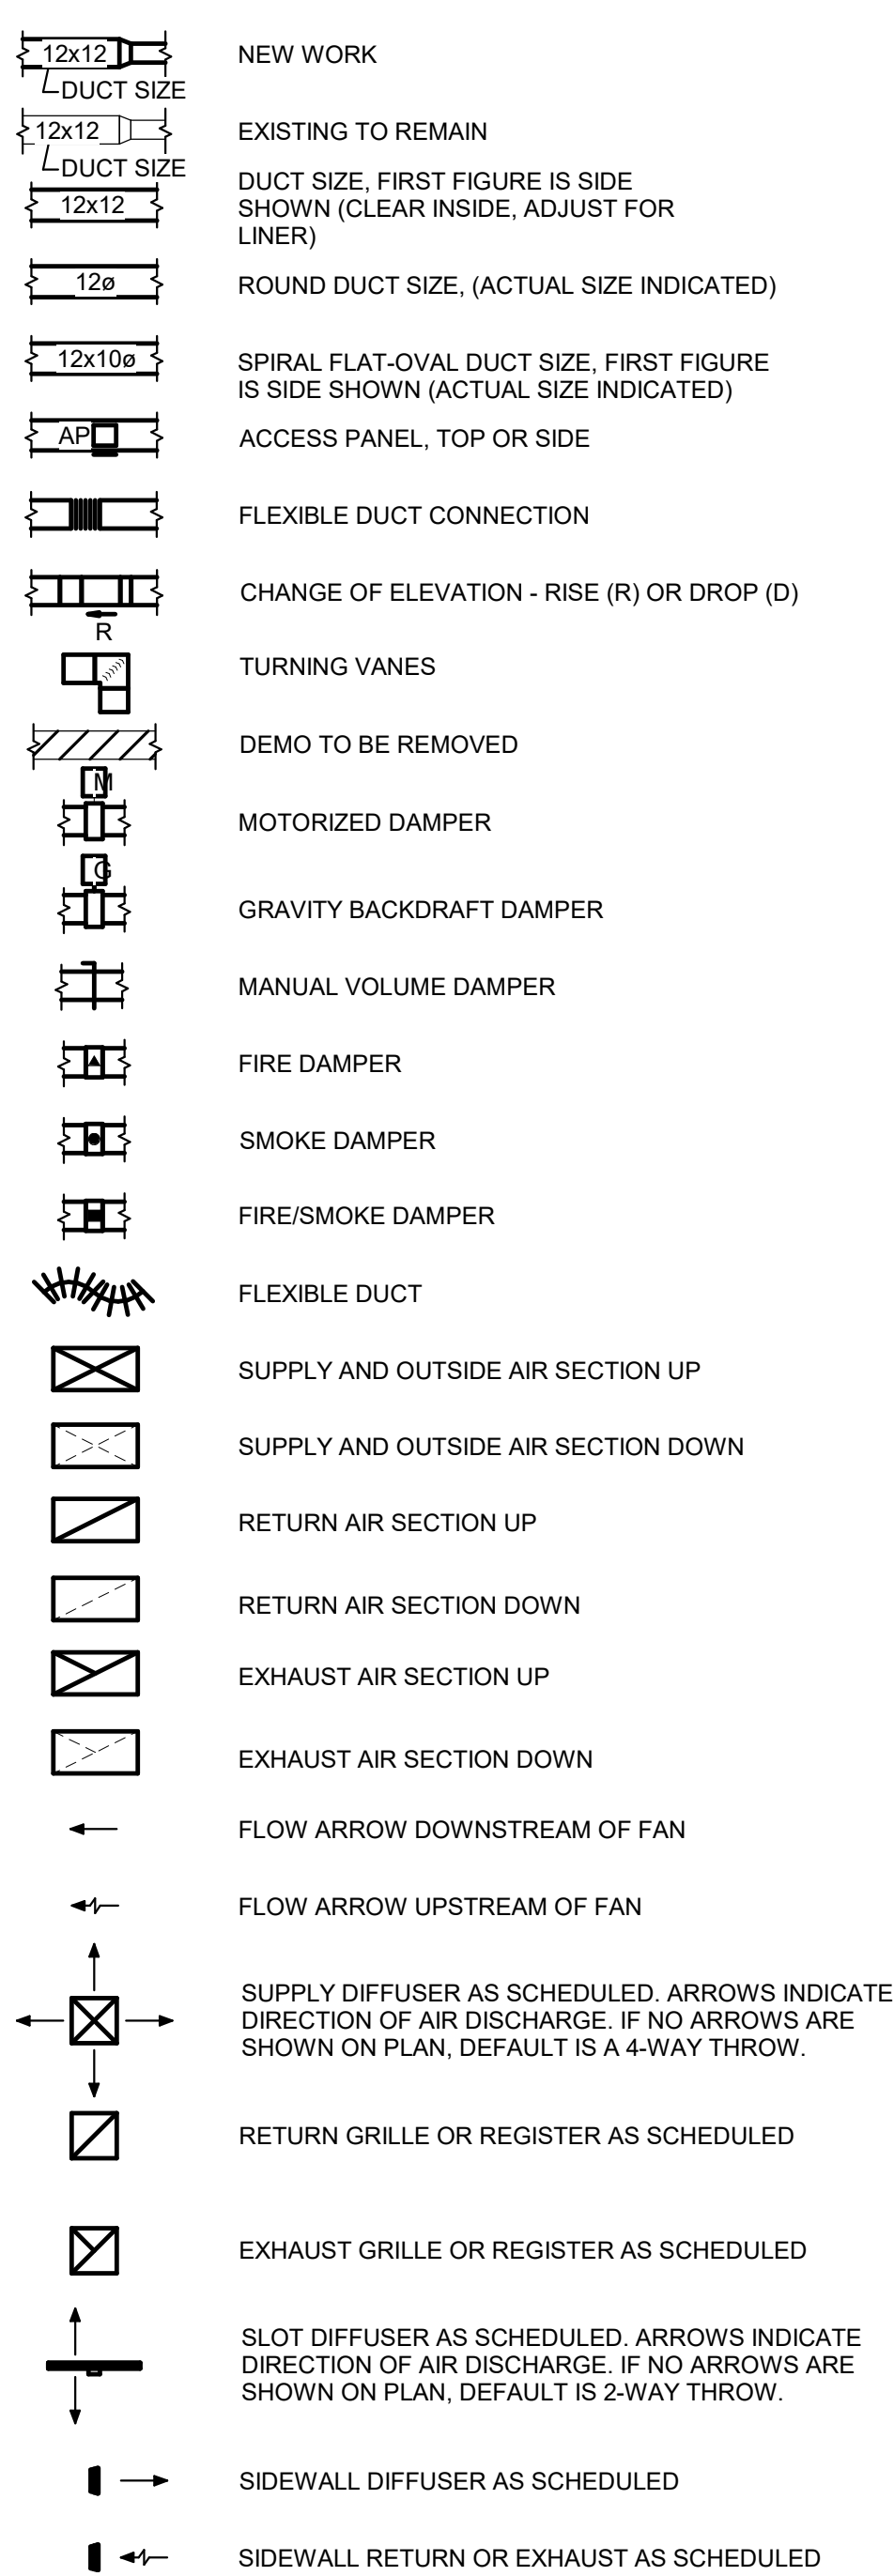 12x12
NEW WORK
DUCT SIZE
12x12
EXISTING TO REMAIN
DUCT SIZE
12x12
DUCT SIZE, FIRST FIGURE IS SIDE
SHOWN (CLEAR INSIDE, ADJUST FOR
LINER)
12ø
ROUND DUCT SIZE, (ACTUAL SIZE INDICATED)
12x10ø
SPIRAL FLAT-OVAL DUCT SIZE, FIRST FIGURE
IS SIDE SHOWN (ACTUAL SIZE INDICATED)
AP
ACCESS PANEL, TOP OR SIDE
FLEXIBLE DUCT CONNECTION
CHANGE OF ELEVATION - RISE (R) OR DROP (D)
R
TURNING VANES
DEMO TO BE REMOVED
M
MOTORIZED DAMPER
G
GRAVITY BACKDRAFT DAMPER
MANUAL VOLUME DAMPER
FIRE DAMPER
SMOKE DAMPER
FIRE/SMOKE DAMPER
FLEXIBLE DUCT
SUPPLY AND OUTSIDE AIR SECTION UP
SUPPLY AND OUTSIDE AIR SECTION DOWN
RETURN AIR SECTION UP
RETURN AIR SECTION DOWN
EXHAUST AIR SECTION UP
EXHAUST AIR SECTION DOWN
FLOW ARROW DOWNSTREAM OF FAN
FLOW ARROW UPSTREAM OF FAN
SUPPLY DIFFUSER AS SCHEDULED. ARROWS INDICATE
DIRECTION OF AIR DISCHARGE. IF NO ARROWS ARE
SHOWN ON PLAN, DEFAULT IS A 4-WAY THROW.
RETURN GRILLE OR REGISTER AS SCHEDULED
EXHAUST GRILLE OR REGISTER AS SCHEDULED
SLOT DIFFUSER AS SCHEDULED. ARROWS INDICATE
DIRECTION OF AIR DISCHARGE. IF NO ARROWS ARE
SHOWN ON PLAN, DEFAULT IS 2-WAY THROW.
SIDEWALL DIFFUSER AS SCHEDULED
SIDEWALL RETURN OR EXHAUST AS SCHEDULED